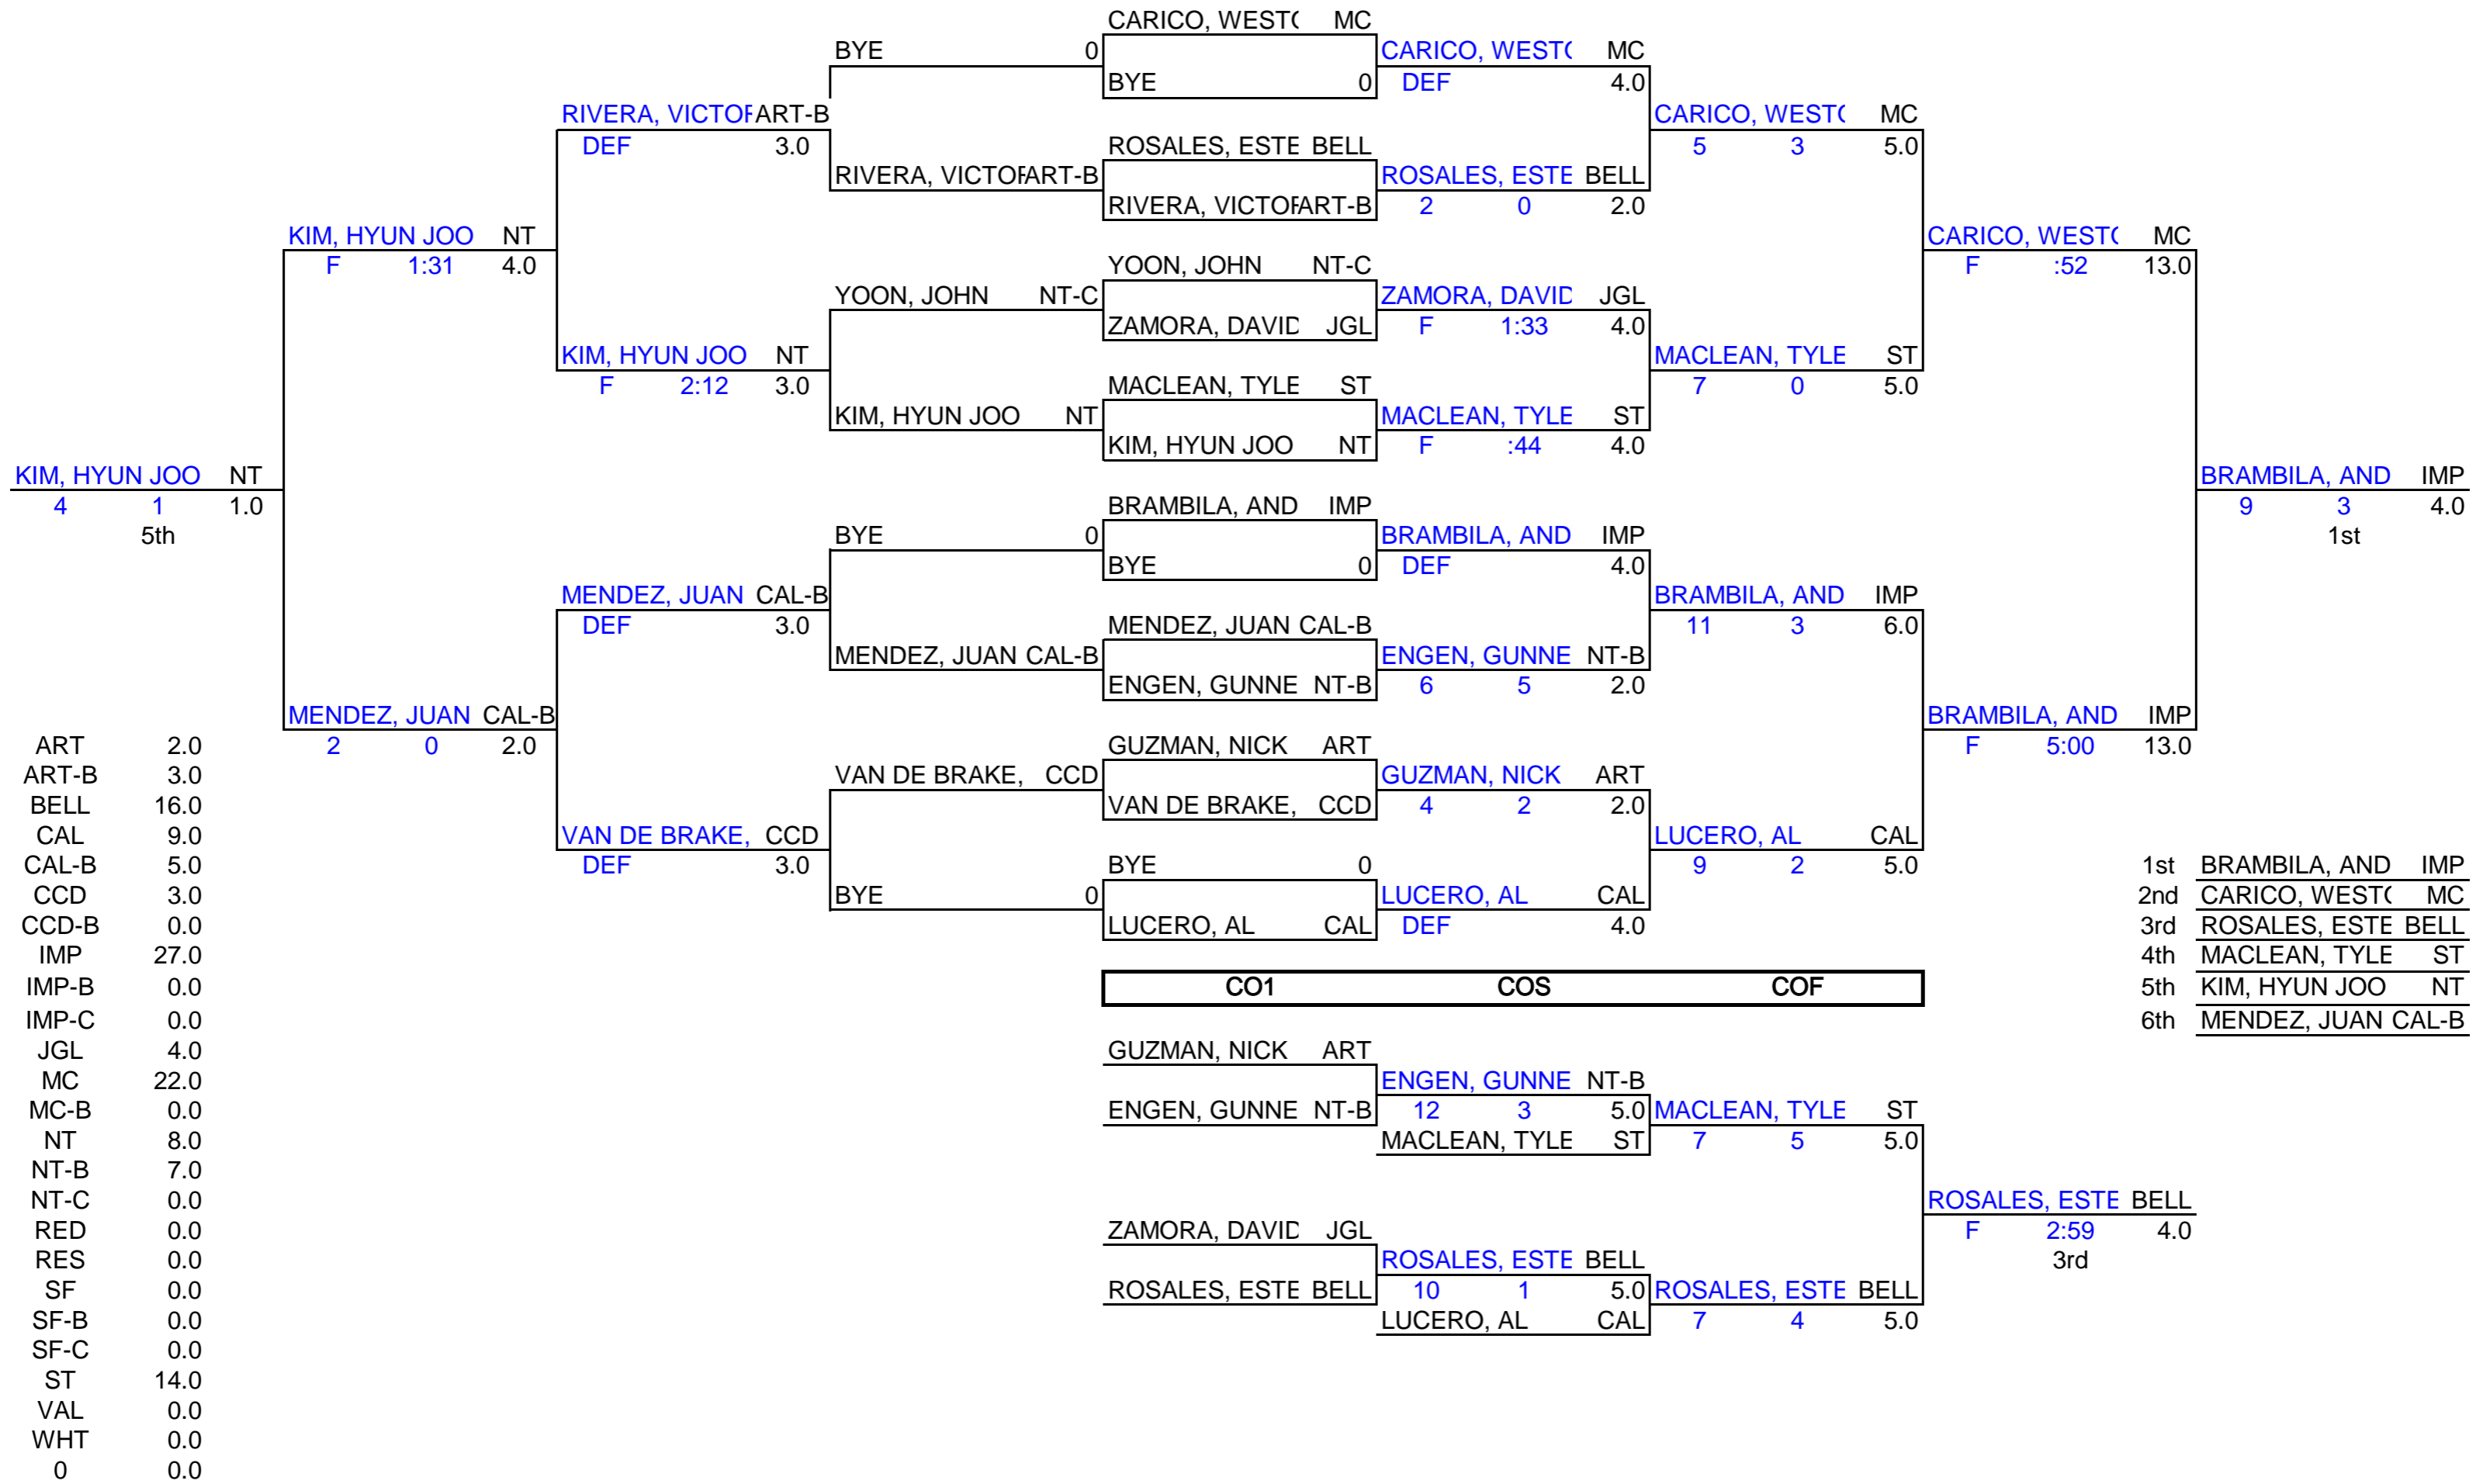 CARICO, WEST( MC
BYE 0 CARICO, WEST( MC
BYE 0 DEF 4.0
RIVERA, VICTOF ART-B CARICO, WEST( MC
DEF 3.0 ROSALES, ESTE BELL 5 3 5.0
RIVERA, VICTOF ART-B ROSALES, ESTE BELL
RIVERA, VICTOF ART-B 2 0 2.0
KIM, HYUN JOO NT CARICO, WEST( MC
F 1:31 4.0 YOON, JOHN NT-C F :52 13.0
YOON, JOHN NT-C ZAMORA, DAVID JGL
ZAMORA, DAVID JGL F 1:33 4.0
KIM, HYUN JOO NT MACLEAN, TYLE ST
F 2:12 3.0 MACLEAN, TYLE ST 7 0 5.0
KIM, HYUN JOO NT MACLEAN, TYLE ST
KIM, HYUN JOO NT F :44 4.0
KIM, HYUN JOO NT BRAMBILA, AND IMP
4 1 1.0 BRAMBILA, AND IMP 9 3 4.0
5th BYE 0 BRAMBILA, AND IMP 1st
BYE 0 DEF 4.0
MENDEZ, JUAN CAL-B BRAMBILA, AND IMP
DEF 3.0 MENDEZ, JUAN CAL-B 11 3 6.0
MENDEZ, JUAN CAL-B ENGEN, GUNNE NT-B
ENGEN, GUNNE NT-B 6 5 2.0
MENDEZ, JUAN CAL-B BRAMBILA, AND IMP
ART 2.0 2 0 2.0 GUZMAN, NICK ART F 5:00 13.0
ART-B 3.0 VAN DE BRAKE, CCD GUZMAN, NICK ART
BELL 16.0 VAN DE BRAKE, CCD 4 2 2.0
CAL 9.0 VAN DE BRAKE, CCD LUCERO, AL CAL
CAL-B 5.0 DEF 3.0 BYE 0 9 2 5.0 1st BRAMBILA, AND IMP
CCD 3.0 BYE 0 LUCERO, AL CAL 2nd CARICO, WEST( MC
CCD-B 0.0 LUCERO, AL CAL DEF 4.0 3rd ROSALES, ESTE BELL
IMP 27.0 4th MACLEAN, TYLE ST
IMP-B 0.0 CO1 COS COF 5th KIM, HYUN JOO NT
IMP-C 0.0 6th MENDEZ, JUAN CAL-B
JGL 4.0 GUZMAN, NICK ART
MC 22.0 ENGEN, GUNNE NT-B
MC-B 0.0 ENGEN, GUNNE NT-B 12 3 5.0 MACLEAN, TYLE ST
NT 8.0 MACLEAN, TYLE ST 7 5 5.0
NT-B 7.0
NT-C 0.0 ROSALES, ESTE BELL
RED 0.0 ZAMORA, DAVID JGL F 2:59 4.0
RES 0.0 ROSALES, ESTE BELL 3rd
SF 0.0 ROSALES, ESTE BELL 10 1 5.0 ROSALES, ESTE BELL
SF-B 0.0 LUCERO, AL CAL 7 4 5.0
SF-C 0.0
ST 14.0
VAL 0.0
WHT 0.0
0 0.0